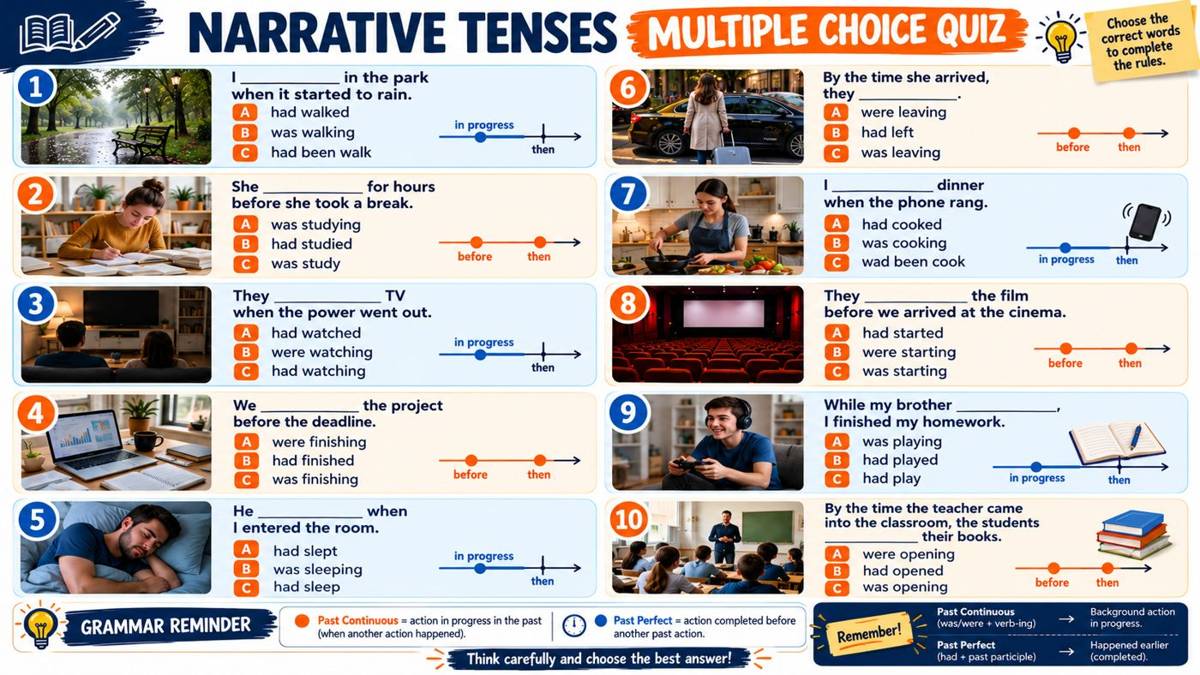 NARRATIVE TENSES MULTIPLE CHOICE QUIZ
Choose the
correct words
to complete
the rules.
1
I ____________ in the park
when it started to rain.
A had walked
B was walking
C had been walk
in progress
then
2
She ____________ for hours
before she took a break.
A was studying
B had studied
C was study
before
then
3
They _____________ TV
when the power went out.
A had watched
B were watching
C had watching
in progress
then
4
We ____________ the project
before the deadline.
A were finishing
B had finished
C was finishing
before
then
5
He ____________ when
I entered the room.
A had slept
B was sleeping
C had sleep
in progress
then
6
By the time she arrived,
they ____________.
A were leaving
B had left
C was leaving
before
then
7
I ____________ dinner
when the phone rang.
A had cooked
B was cooking
C wad been cook
in progress
then
8
They ____________ the film
before we arrived at the cinema.
A had started
B were starting
C was starting
before
then
9
While my brother ____________,
I finished my homework.
A was playing
B had played
C had play
in progress
then
10
By the time the teacher came
into the classroom, the students
____________ their books.
A were opening
B had opened
C was opening
before
then
GRAMMAR REMINDER
Past Continuous = action in progress in the past
(when another action happened).
Past Perfect = action completed before
another past action.
Think carefully and choose the best answer!
Remember!
Past Continuous
(was/were + verb-ing) → Background action
in progress.
Past Perfect
(had + past participle) → Happened earlier
(completed).